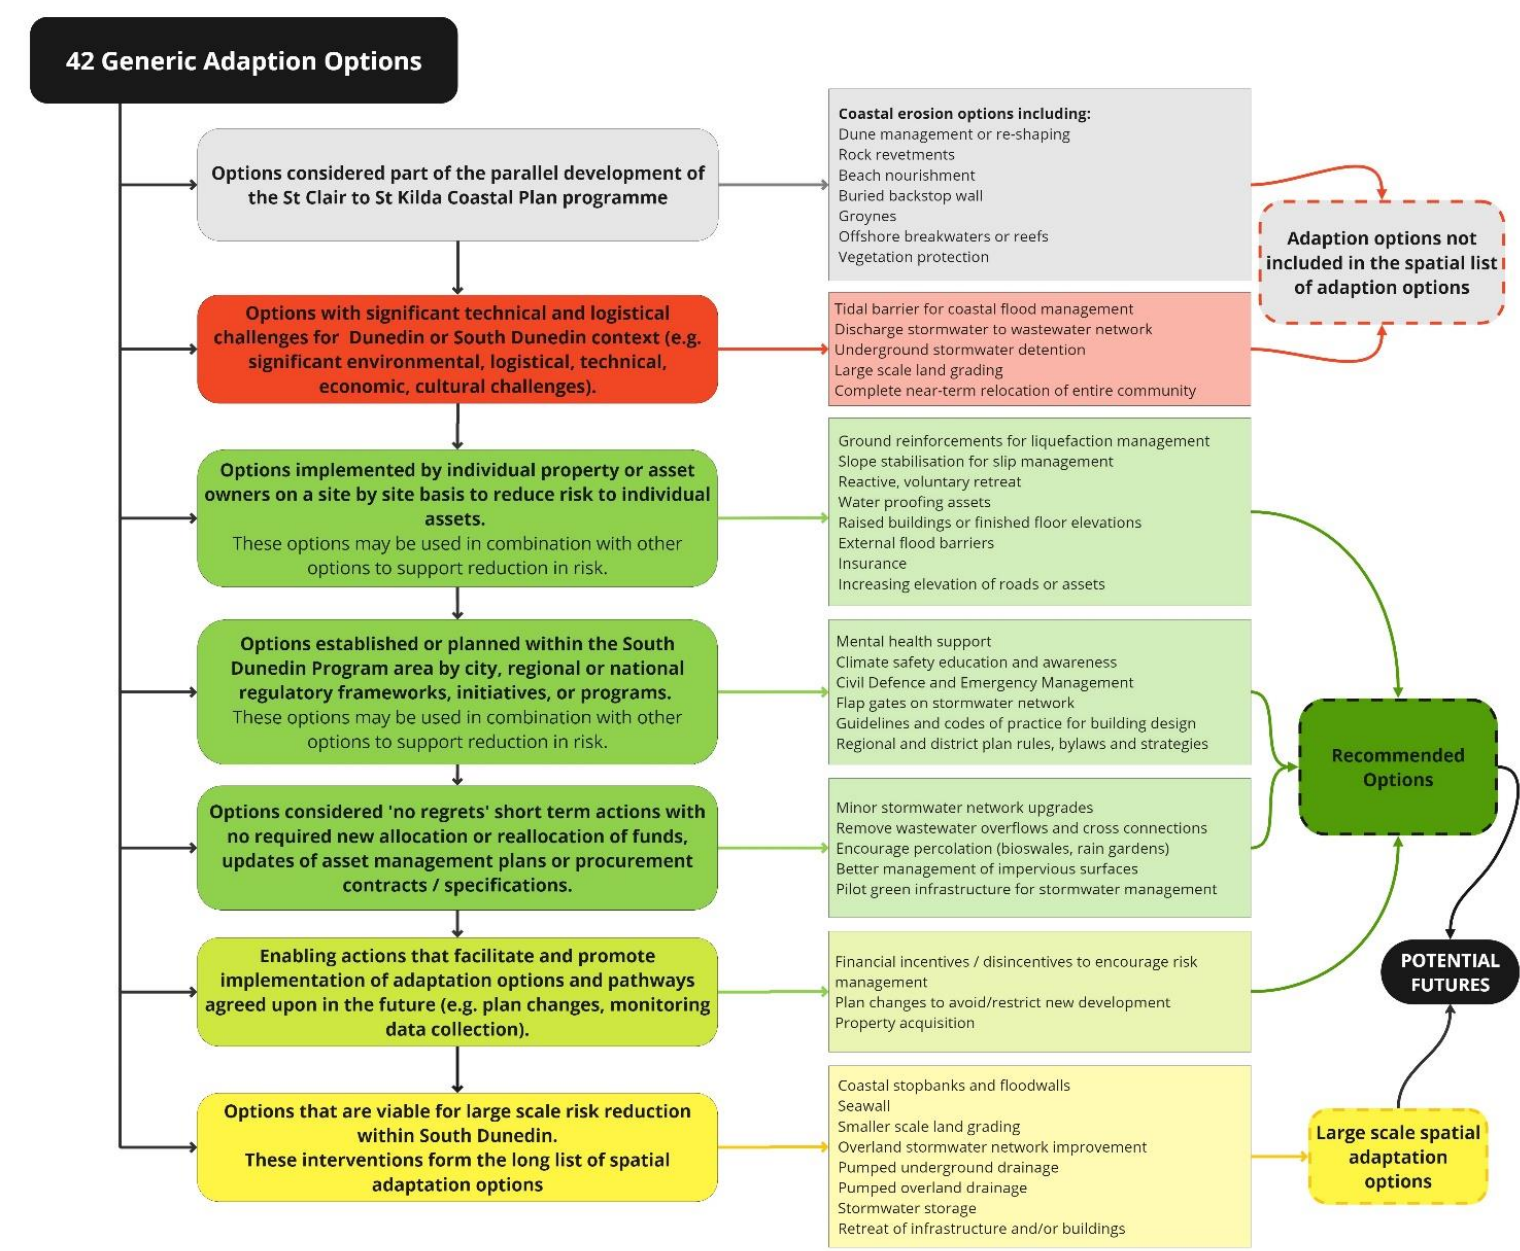 42 Generic Adaption Options
Options considered part of the parallel development of
the St Clair to St Kilda Coastal Plan programme
Coastal erosion options including:
Dune management or re-shaping
Rock revetments
Beach nourishment
Buried backstop wall
Groynes
Offshore breakwaters or reefs
Vegetation protection
Adaption options not
included in the spatial list
of adaption options
Options with significant technical and logistical
challenges for Dunedin or South Dunedin context (e.g.
significant environmental, logistical, technical,
economic, cultural challenges).
Tidal barrier for coastal flood management
Discharge stormwater to wastewater network
Underground stormwater detention
Large scale land grading
Complete near-term relocation of entire community
Options implemented by individual property or asset
owners on a site by site basis to reduce risk to individual
assets.
These options may be used in combination with other
options to support reduction in risk.
Ground reinforcements for liquefaction management
Slope stabilisation for slip management
Reactive, voluntary retreat
Water proofing assets
Raised buildings or finished floor elevations
External flood barriers
Insurance
Increasing elevation of roads or assets
Options established or planned within the South
Dunedin Program area by city, regional or national
regulatory frameworks, initiatives, or programs.
These options may be used in combination with other
options to support reduction in risk.
Mental health support
Climate safety education and awareness
Civil Defence and Emergency Management
Flap gates on stormwater network
Guidelines and codes of practice for building design
Regional and district plan rules, bylaws and strategies
Recommended
Options
Options considered 'no regrets' short term actions with
no required new allocation or reallocation of funds,
updates of asset management plans or procurement
contracts / specifications.
Minor stormwater network upgrades
Remove wastewater overflows and cross connections
Encourage percolation (bioswales, rain gardens)
Better management of impervious surfaces
Pilot green infrastructure for stormwater management
Enabling actions that facilitate and promote
implementation of adaptation options and pathways
agreed upon in the future (e.g. plan changes, monitoring
data collection).
Financial incentives / disincentives to encourage risk
management
Plan changes to avoid/restrict new development
Property acquisition
POTENTIAL
FUTURES
Options that are viable for large scale risk reduction
within South Dunedin.
These interventions form the long list of spatial
adaptation options
Coastal stopbanks and floodwalls
Seawall
Smaller scale land grading
Overland stormwater network improvement
Pumped underground drainage
Pumped overland drainage
Stormwater storage
Retreat of infrastructure and/or buildings
Large scale spatial
adaptation
options